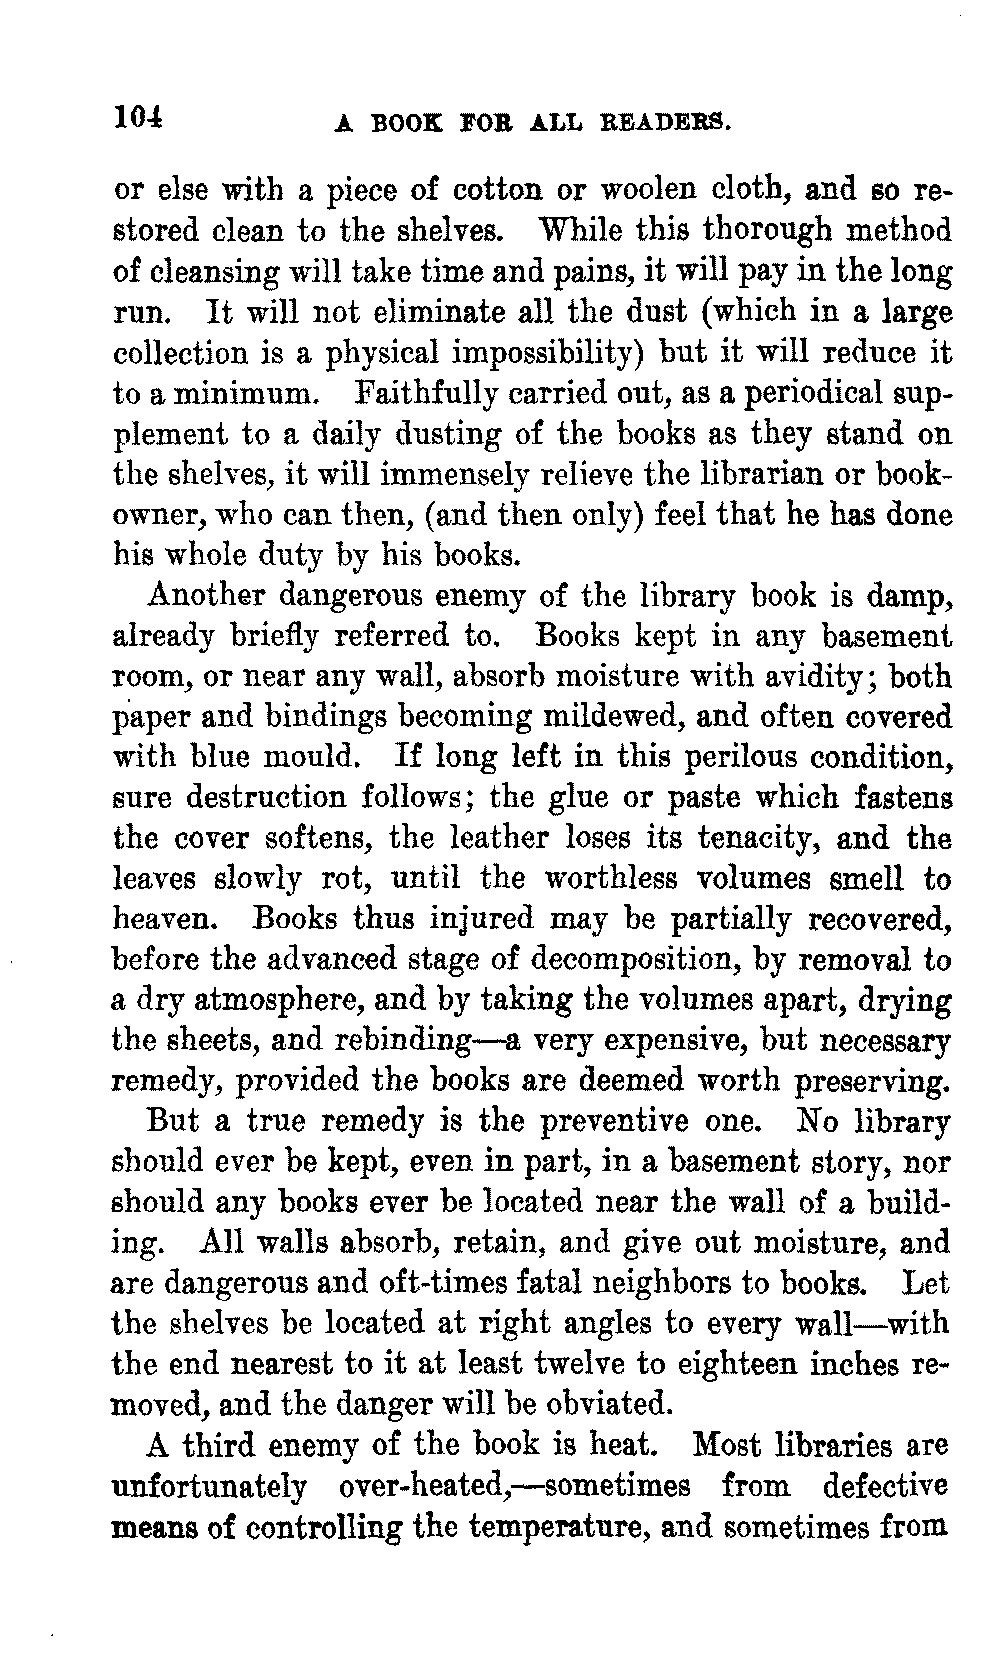 104 A BOOK FOR ALL READERS.
or else with a piece of cotton or woolen cloth, and so re-
stored clean to the shelves. While this thorough method
of cleansing will take time and pains, it will pay in the long
run. It will not eliminate all the dust (which in a large
collection is a physical impossibility) but it will reduce it
to a minimum. Faithfully carried out, as a periodical sup-
plement to a daily dusting of the books as they stand on
the shelves, it will immensely relieve the librarian or book-
owner, who can then, (and then only) feel that he has done
his whole duty by his books.
Another dangerous enemy of the library book is damp,
already briefly referred to. Books kept in any basement
room, or near any wall, absorb moisture with avidity; both
paper and bindings becoming mildewed, and often covered
with blue mould. If long left in this perilous condition,
sure destruction follows; the glue or paste which fastens
the cover softens, the leather loses its tenacity, and the
leaves slowly rot, until the worthless volumes smell to
heaven. Books thus injured may be partially recovered,
before the advanced stage of decomposition, by removal to
a dry atmosphere, and by taking the volumes apart, drying
the sheets, and rebinding—a very expensive, but necessary
remedy, provided the books are deemed worth preserving.
But a true remedy is the preventive one. No library
should ever be kept, even in part, in a basement story, nor
should any books ever be located near the wall of a build-
ing. All walls absorb, retain, and give out moisture, and
are dangerous and oft-times fatal neighbors to books. Let
the shelves be located at right angles to every wall—with
the end nearest to it at least twelve to eighteen inches re-
moved, and the danger will be obviated.
A third enemy of the book is heat. Most libraries are
unfortunately over-heated,—sometimes from defective
means of controlling the temperature, and sometimes from